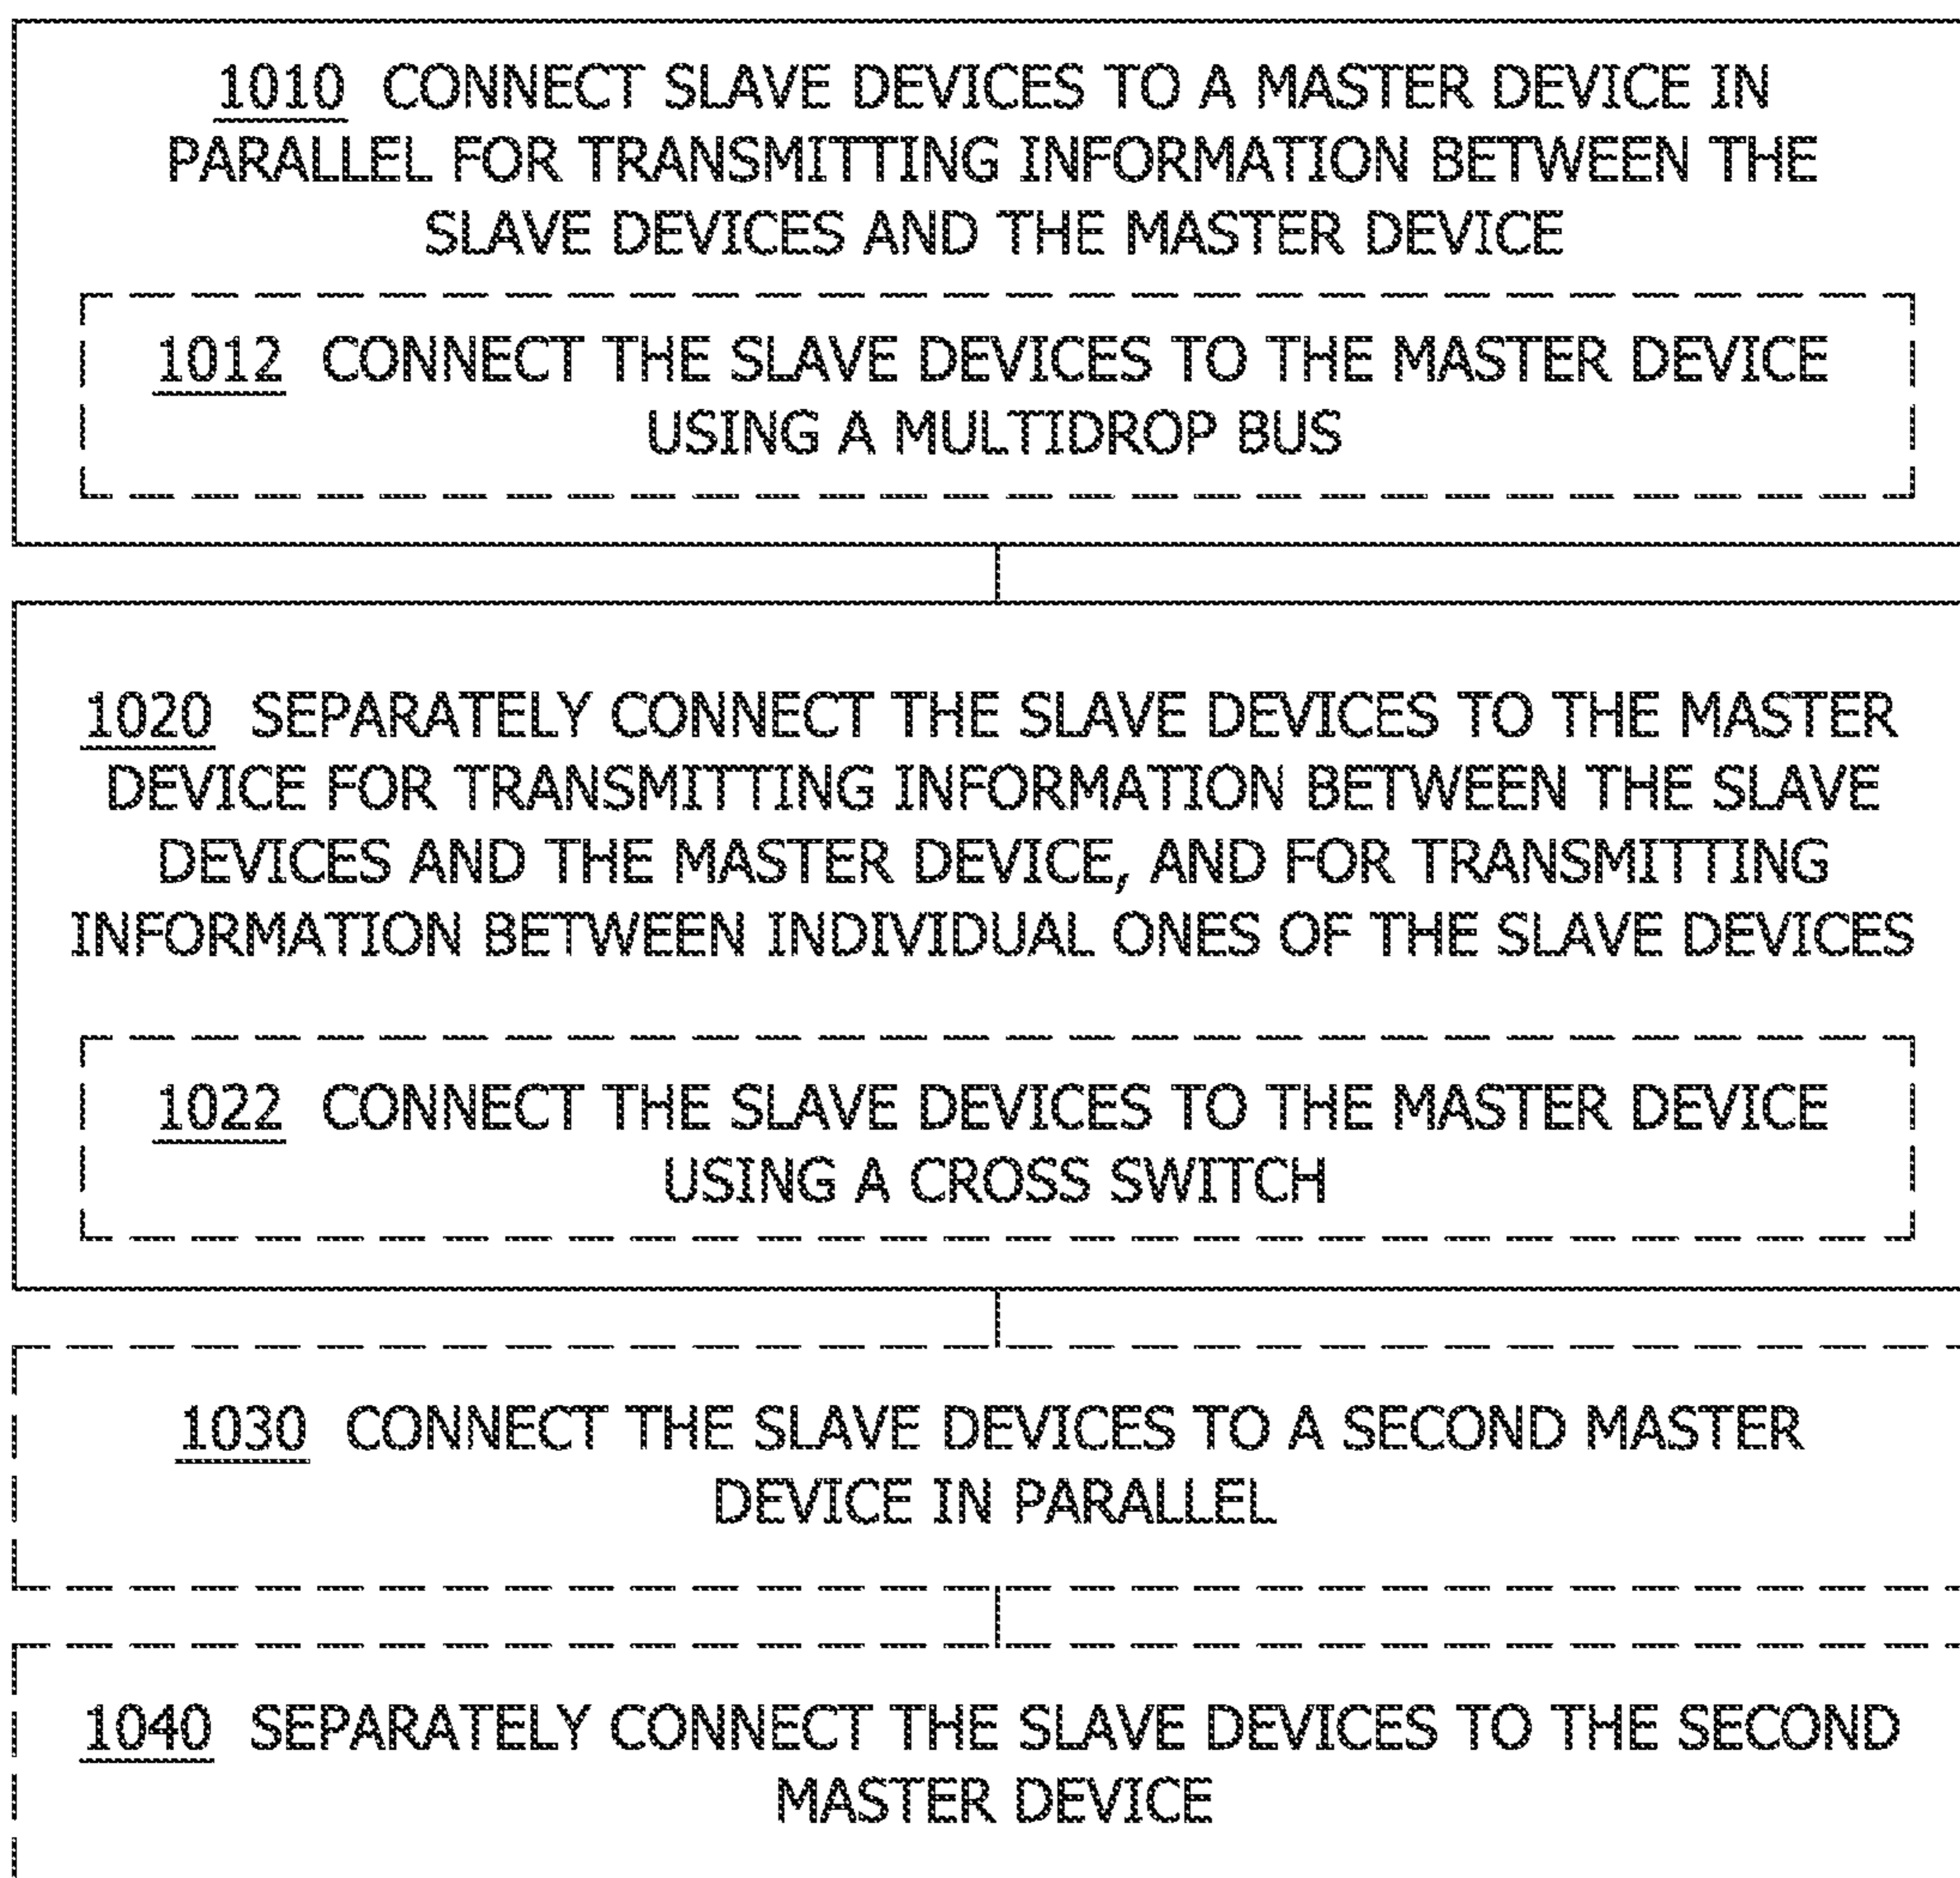 1010 CONNECT SLAVE DEVICES TO A MASTER DEVICE IN
PARALLEL FOR TRANSMITTING INFORMATION BETWEEN THE
SLAVE DEVICES AND THE MASTER DEVICE
1012 CONNECT THE SLAVE DEVICES TO THE MASTER DEVICE
USING A MULTIDROP BUS
1020 SEPARATELY CONNECT THE SLAVE DEVICES TO THE MASTER
DEVICE FOR TRANSMITTING INFORMATION BETWEEN THE SLAVE
DEVICES AND THE MASTER DEVICE, AND FOR TRANSMITTING
INFORMATION BETWEEN INDIVIDUAL ONES OF THE SLAVE DEVICES
1022 CONNECT THE SLAVE DEVICES TO THE MASTER DEVICE
USING A CROSS SWITCH
1030 CONNECT THE SLAVE DEVICES TO A SECOND MASTER
DEVICE IN PARALLEL
1040 SEPARATELY CONNECT THE SLAVE DEVICES TO THE SECOND
MASTER DEVICE